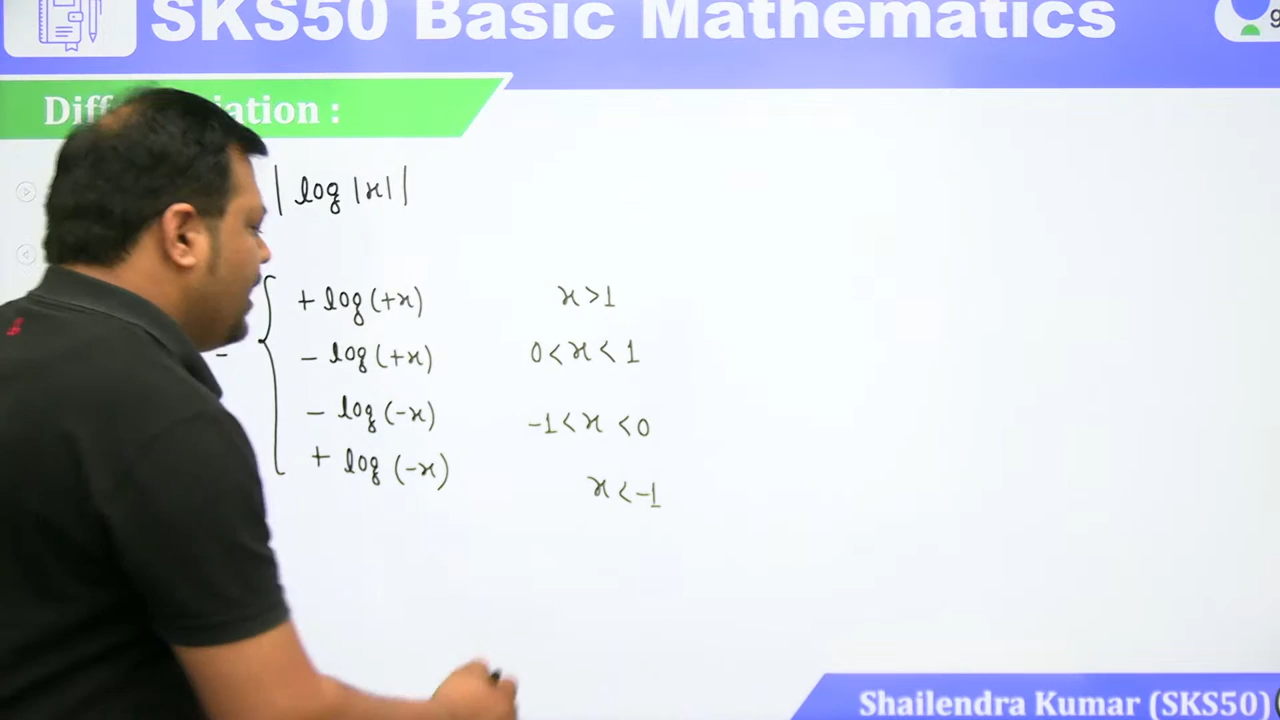 SKS50 Basic Mathematics
| log |x| |
+ log (+x) x > 1
- log (+x) 0 < x < 1
- log (-x) -1 < x < 0
+ log (-x) x < -1
Shailendra Kumar (SKS50)